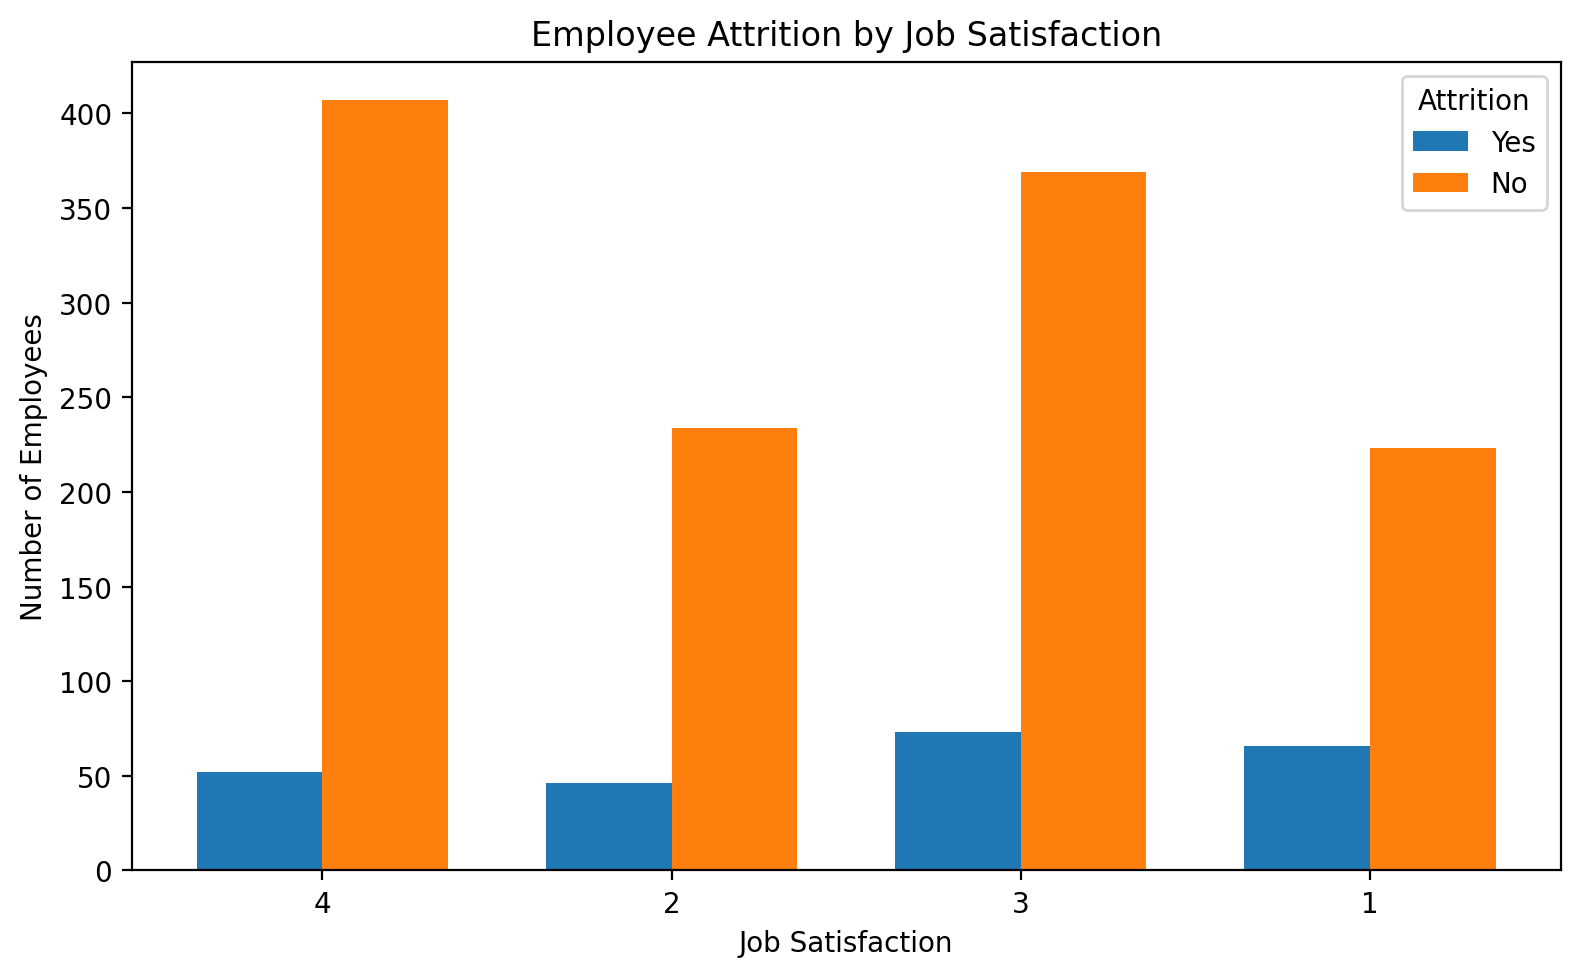 Employee Attrition by Job Satisfaction
Attrition
Yes
No
400
350
300
250
200
150
100
50
0
Number of Employees
4 2 3 1
Job Satisfaction